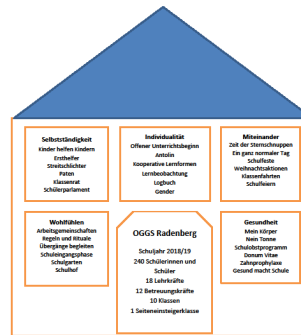 Selbstständigkeit
Kinder helfen Kindern
Ersthelfer
Streitschlichter
Paten
Klassenrat
Schülerparlament
Individualität
Offener Unterrichtsbeginn
Antolin
Kooperative Lernformen
Lernbeobachtung
Logbuch
Gender
Miteinander
Zeit der Sternschnuppen
Ein ganz normaler Tag
Schulfeste
Weihnachtsaktionen
Klassenfahrten
Schulfeiern
Wohlfühlen
Arbeitsgemeinschaften
Regeln und Rituale
Übergänge begleiten
Schuleingangsphase
Schulgarten
Schulhof
OGGS Radenberg
Schuljahr 2018/19
240 Schülerinnen und
Schüler
18 Lehrkräfte
12 Betreuungskräfte
10 Klassen
1 Seiteneinsteigerklasse
Gesundheit
Mein Körper
Nein Tonne
Schulobstprogramm
Donum Vitae
Zahnprophylaxe
Gesund macht Schule